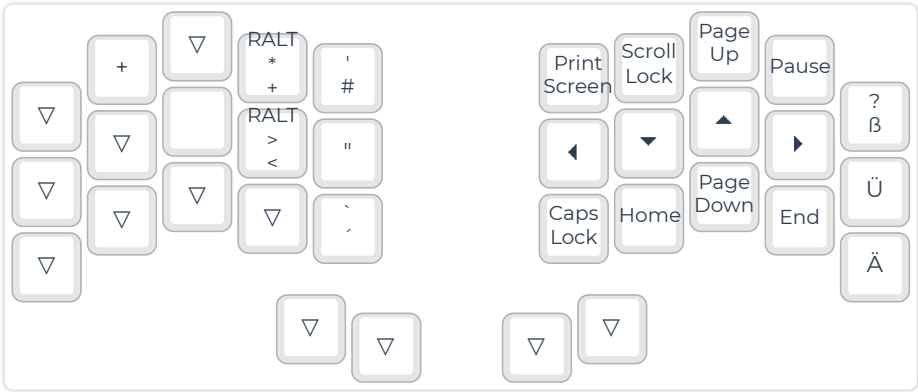 ▽
▽
▽
+
▽
▽
▽
▽
RALT
*
+
RALT
>
<
▽
'
#
"
`
´
▽
▽
Print
Screen
◀
Caps
Lock
Scroll
Lock
▼
Home
Page
Up
▲
Page
Down
Pause
▶
End
?
ß
Ü
Ä
▽
▽